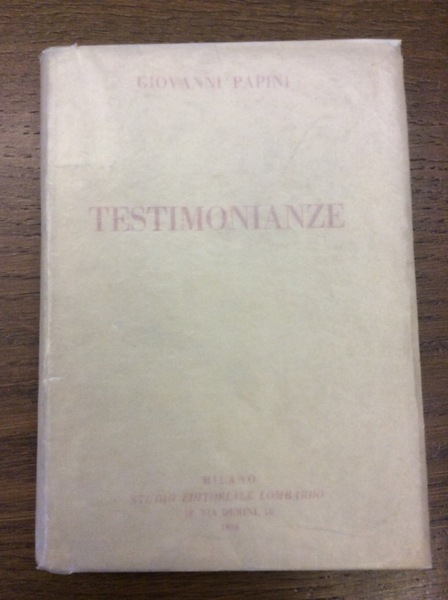 GIOVANNI PAPINI
TESTIMONIANZE
MILANO
STUDIO EDITORIALE LOMBARDO
18, VIA DURINI, 18